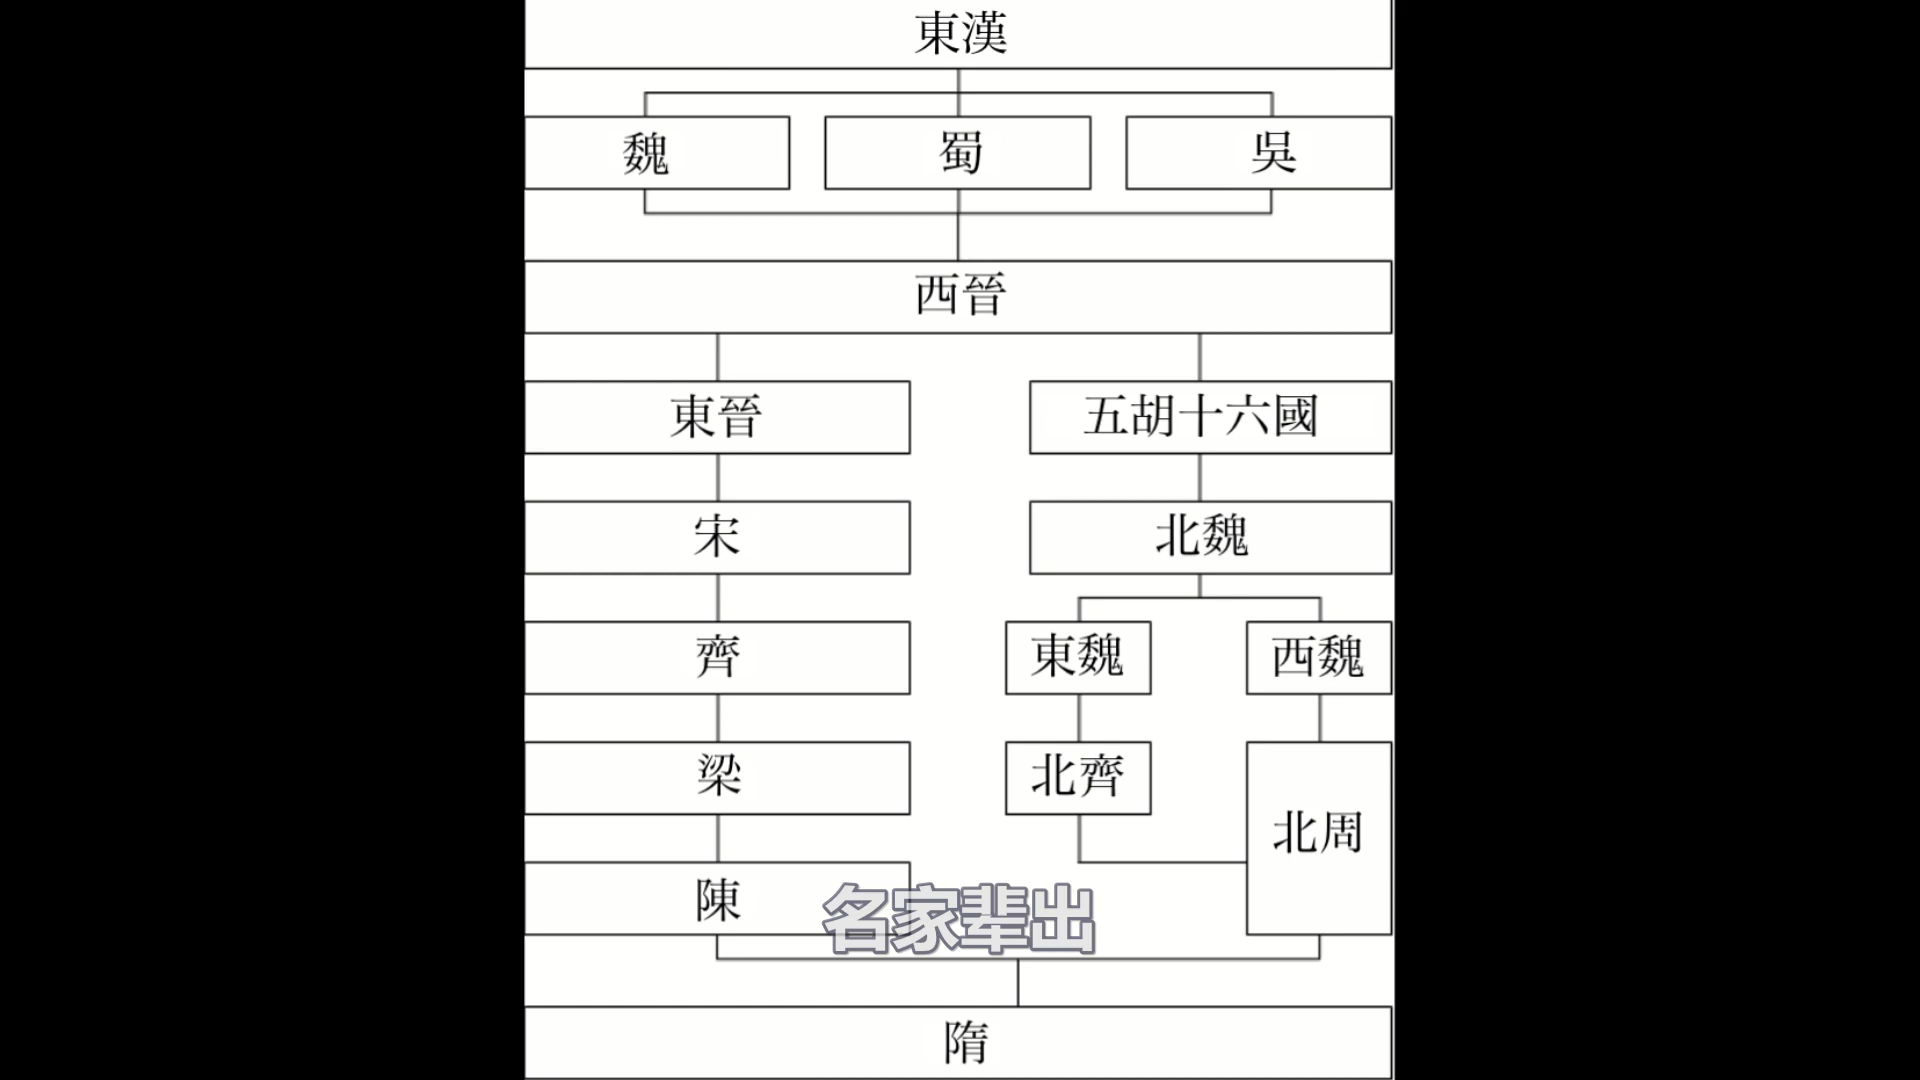 東漢
魏 蜀 吳
西晉
東晉 五胡十六國
宋 北魏
齊 東魏 西魏
梁 北齊
北周
陳
名家辈出
隋